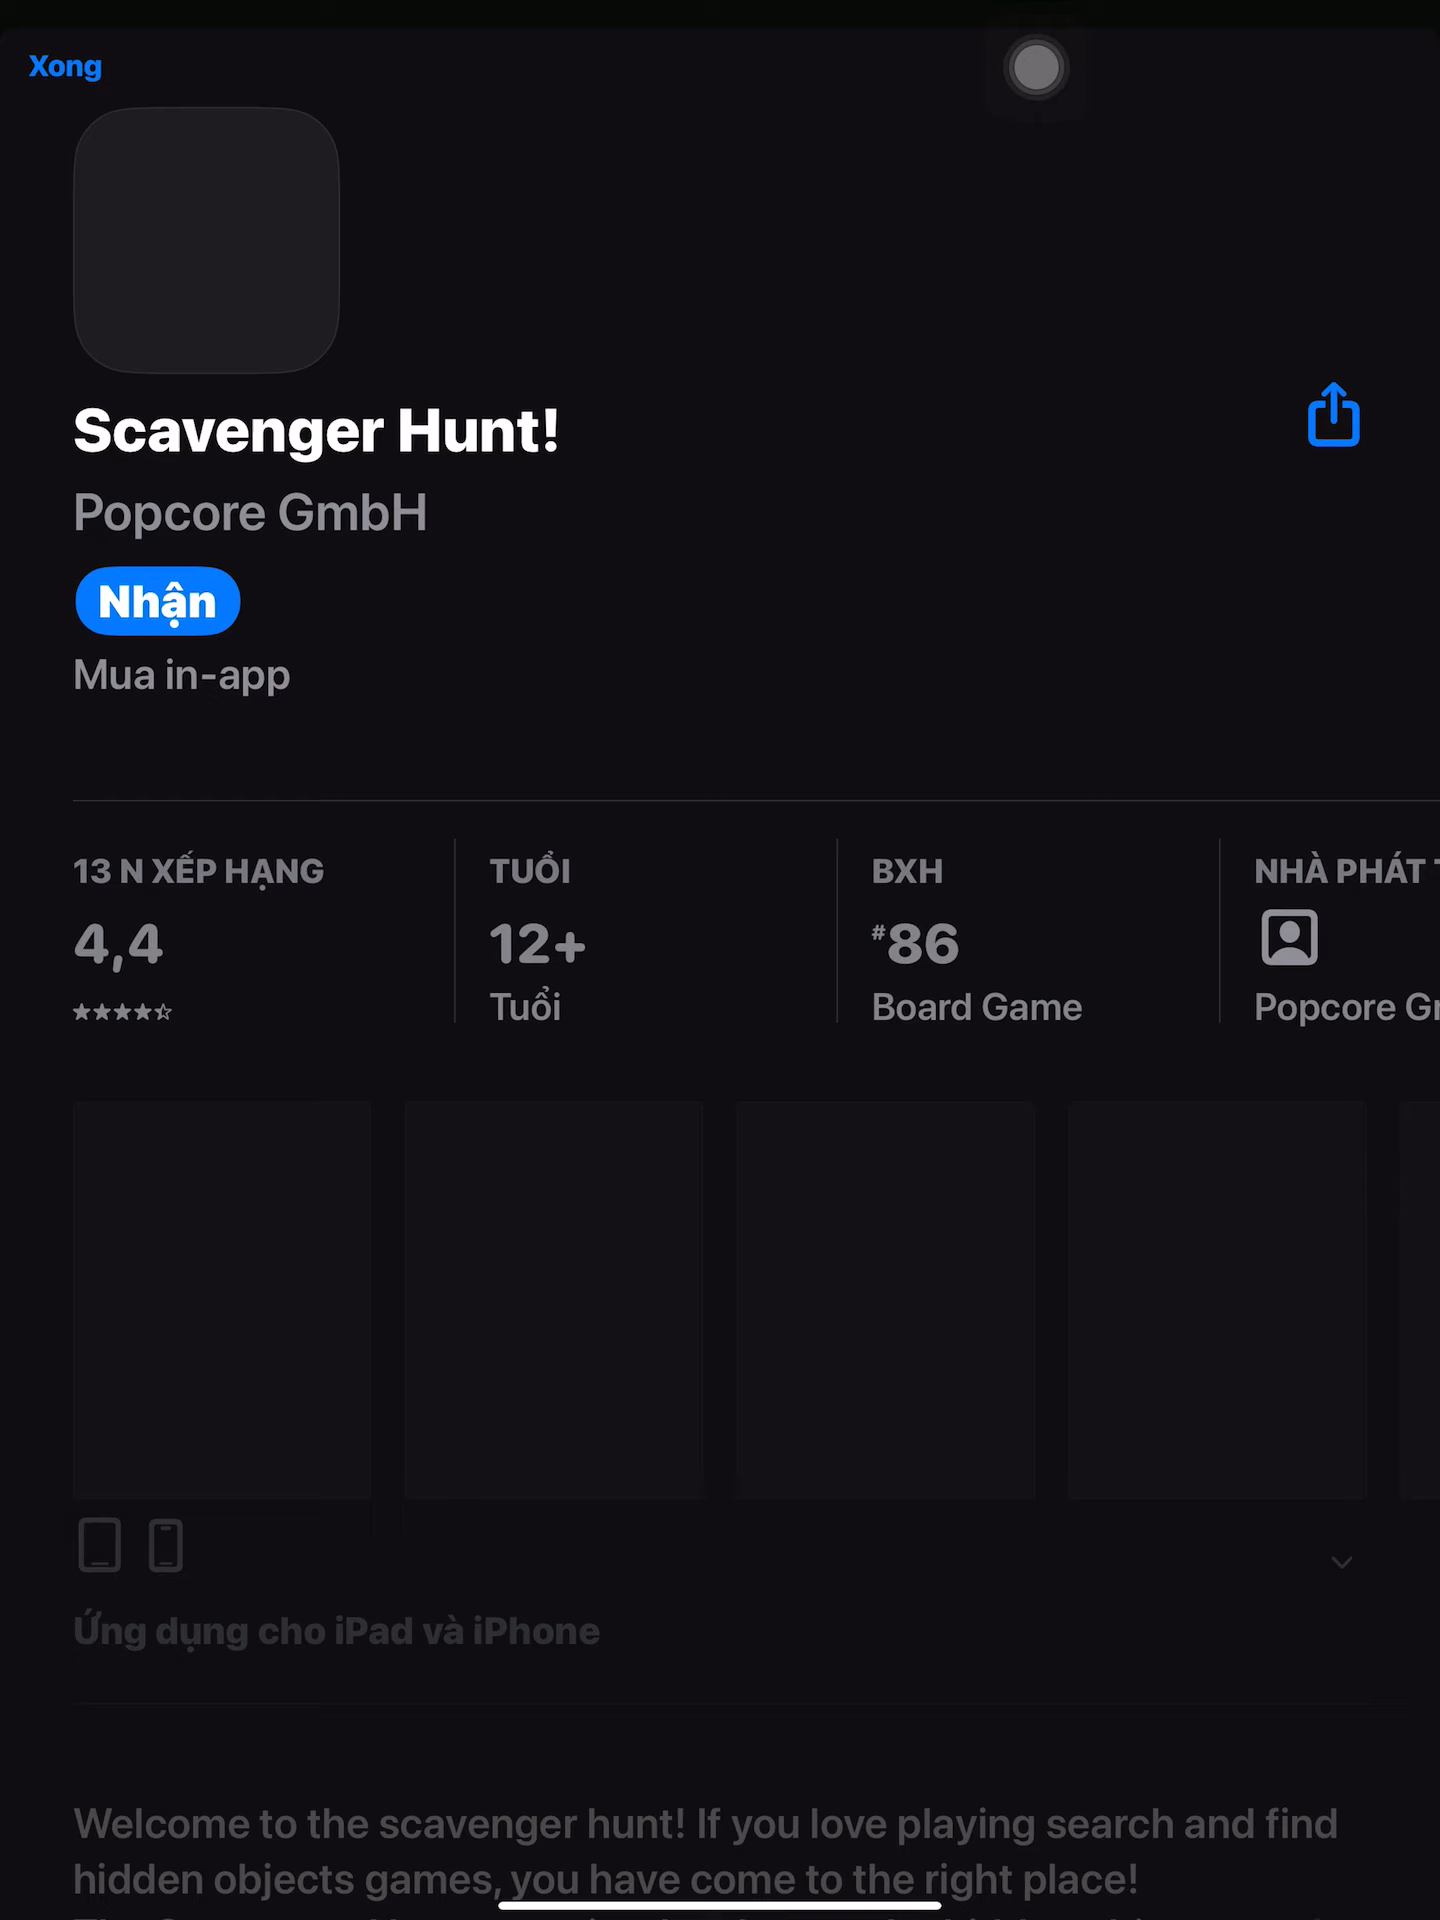 Xong
Scavenger Hunt!
Popcore GmbH
Nhận
Mua in-app
13 N XẾP HẠNG
4,4
TUỔI
12+
Tuổi
BXH
#86
Board Game
NHÀ PHÁT
Popcore
Ứng dụng cho iPad và iPhone
Welcome to the scavenger hunt! If you love playing search and find
hidden objects games, you have come to the right place!